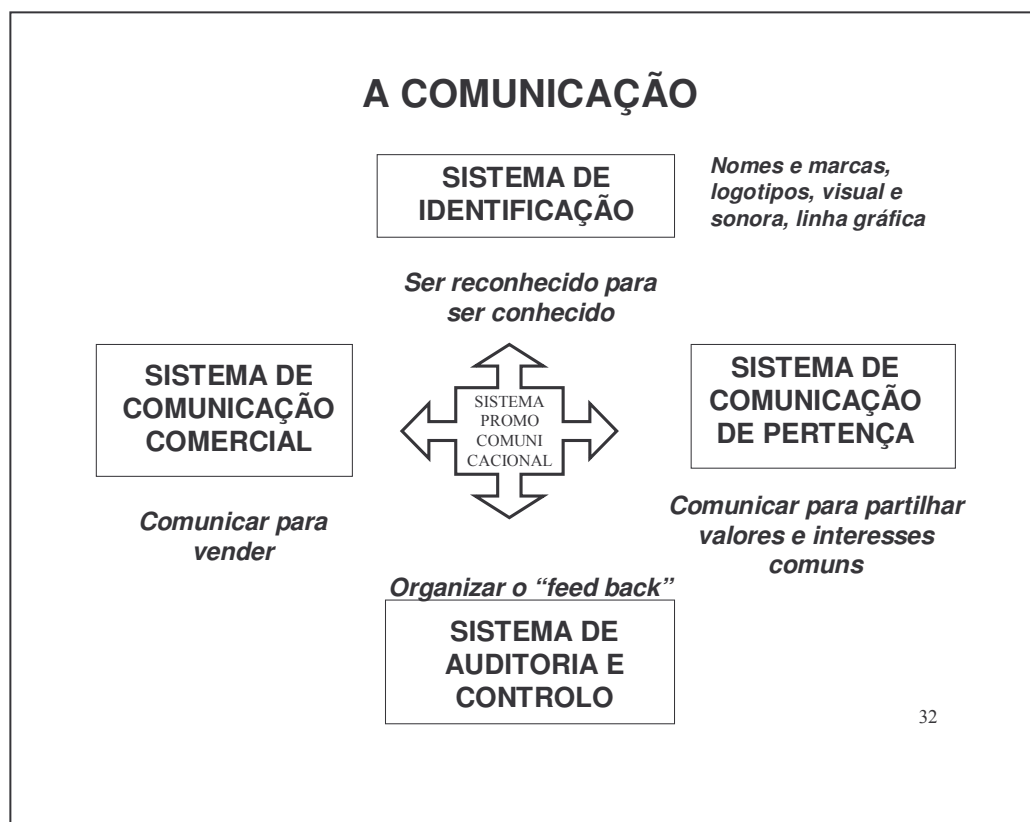 A COMUNICAÇÃO
SISTEMA DE
IDENTIFICAÇÃO
Nomes e marcas,
logotipos, visual e
sonora, linha gráfica
Ser reconhecido para
ser conhecido
SISTEMA DE
COMUNICAÇÃO
COMERCIAL
Comunicar para
vender
SISTEMA
PROMO
COMUNI
CACIONAL
SISTEMA DE
COMUNICAÇÃO
DE PERTENÇA
Comunicar para partilhar
valores e interesses
comuns
Organizar o “feed back”
SISTEMA DE
AUDITORIA E
CONTROLO
32